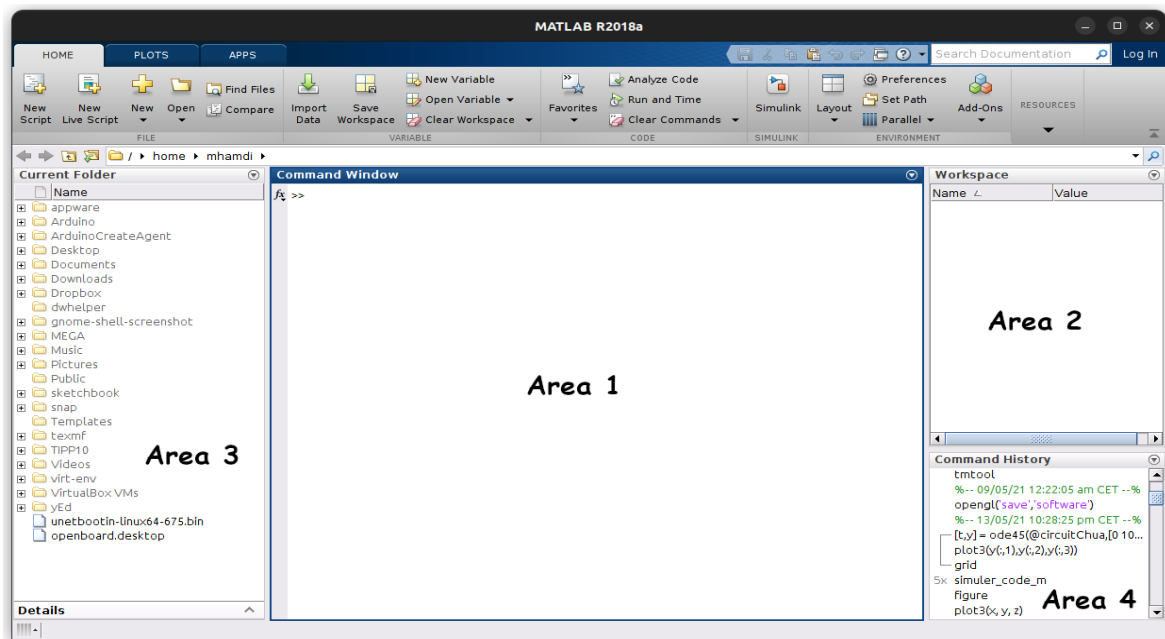 MATLAB R2018a
HOME PLOTS APPS Search Documentation Log In
New Script
New Live Script
New
Open
Find Files
Compare
FILE
Import Data
Save Workspace
New Variable
Open Variable
Clear Workspace
VARIABLE
Favorites
Analyze Code
Run and Time
Clear Commands
CODE
Simulink
SIMULINK
Layout
Preferences
Set Path
Parallel
Add-Ons
ENVIRONMENT
RESOURCES
/ home mhamdi
Current Folder
Name
appware
Arduino
ArduinoCreateAgent
Desktop
Documents
Downloads
Dropbox
dwhelper
gnome-shell-screenshot
MEGA
Music
Pictures
Public
sketchbook
snap
Templates
texmf
TIPP10
Videos
virt-env
VirtualBox VMs
yEd
unetbootin-linux64-675.bin
openboard.desktop
Area 3
Details
Command Window
fx >>
Area 1
Workspace
Name Value
Area 2
Command History
tmtool
%-- 09/05/21 12:22:05 am CET --%
opengl('save','software')
%-- 13/05/21 10:28:25 pm CET --%
[t,y] = ode45(@circuitChua,[0 10...
plot3(y(:,1),y(:,2),y(:,3))
grid
5x simuler_code_m
figure
plot3(x, y, z)
Area 4